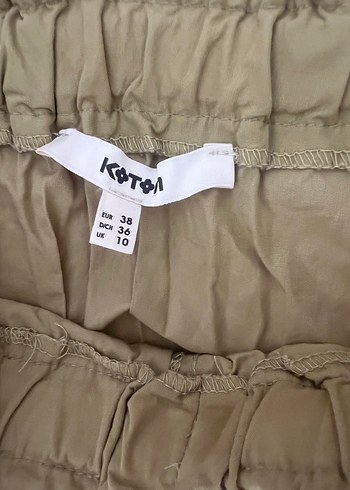 KOTON
EUR 38
D/CH 36
UK 10